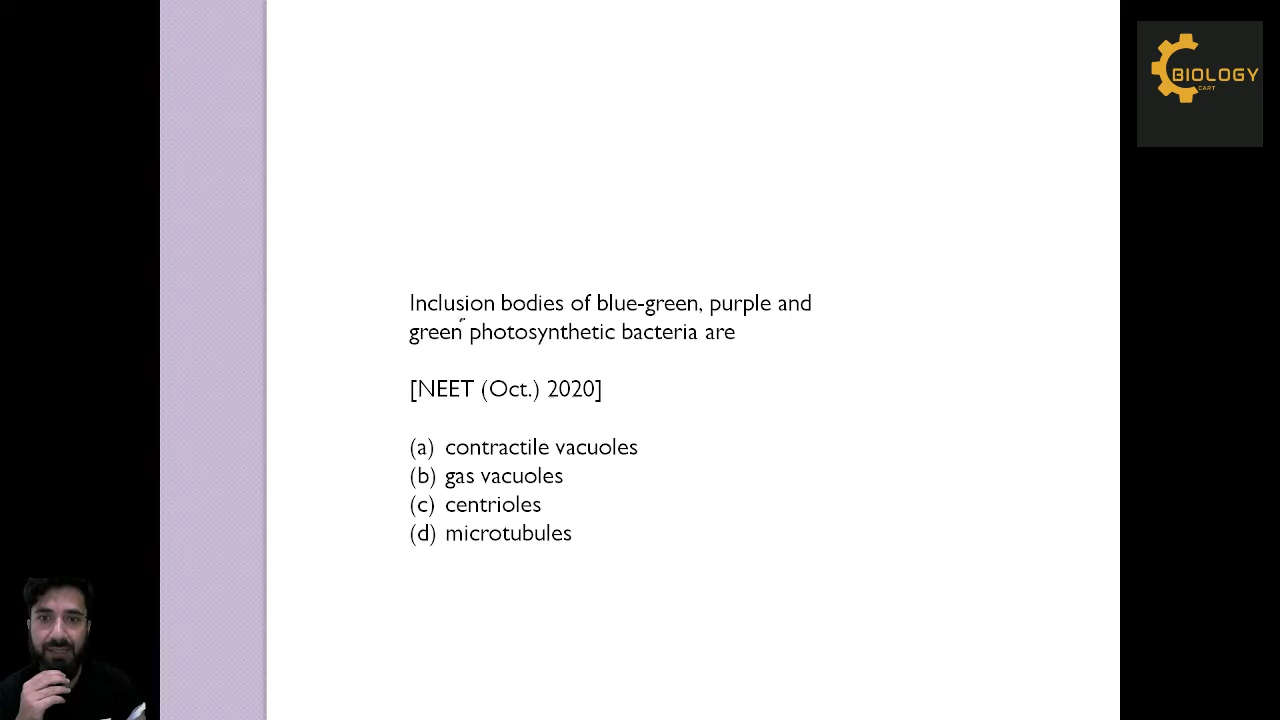 BIOLOGY
CART
Inclusion bodies of blue-green, purple and
green photosynthetic bacteria are
[NEET (Oct.) 2020]
(a) contractile vacuoles
(b) gas vacuoles
(c) centrioles
(d) microtubules